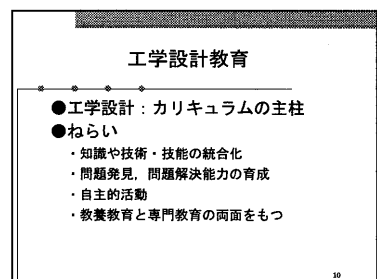 工学設計教育
●工学設計：カリキュラムの主柱
●ねらい
・知識や技術・技能の統合化
・問題発見，問題解決能力の育成
・自主的活動
・教養教育と専門教育の両面をもつ
10